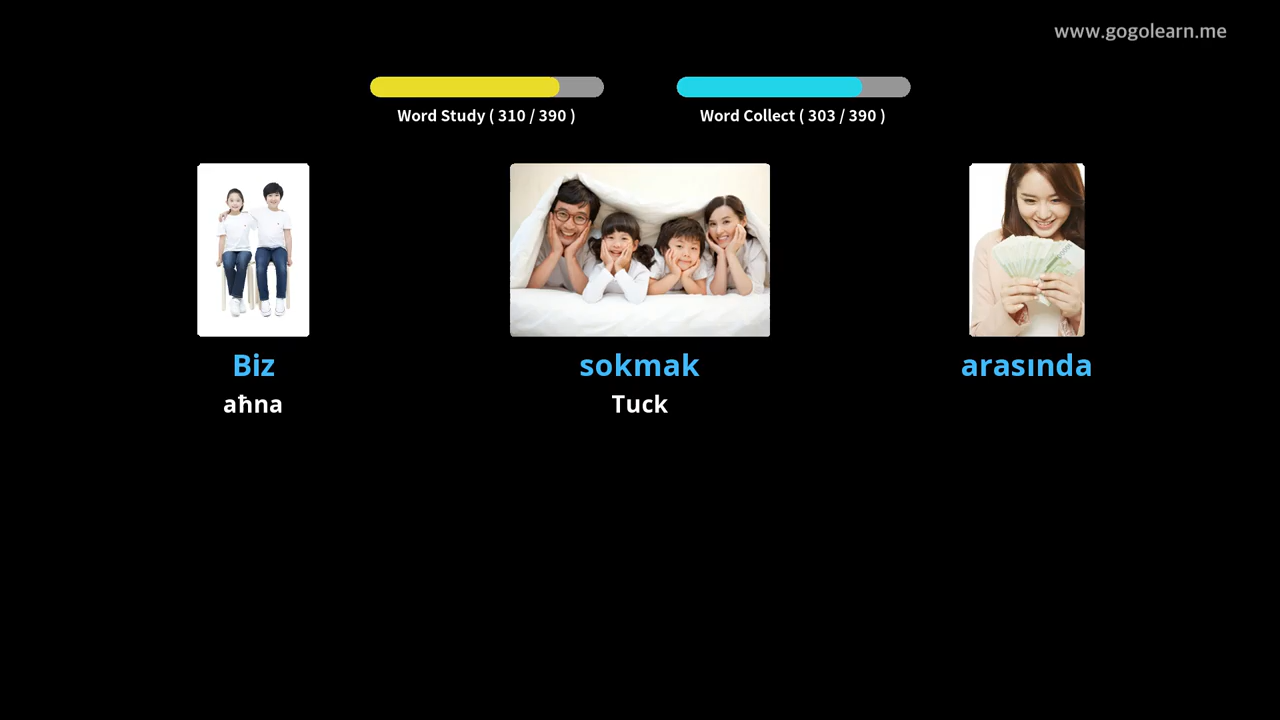 www.gogolearn.me
Word Study ( 310 / 390 )
Word Collect ( 303 / 390 )
Biz
sokmak
arasında
aħna
Tuck